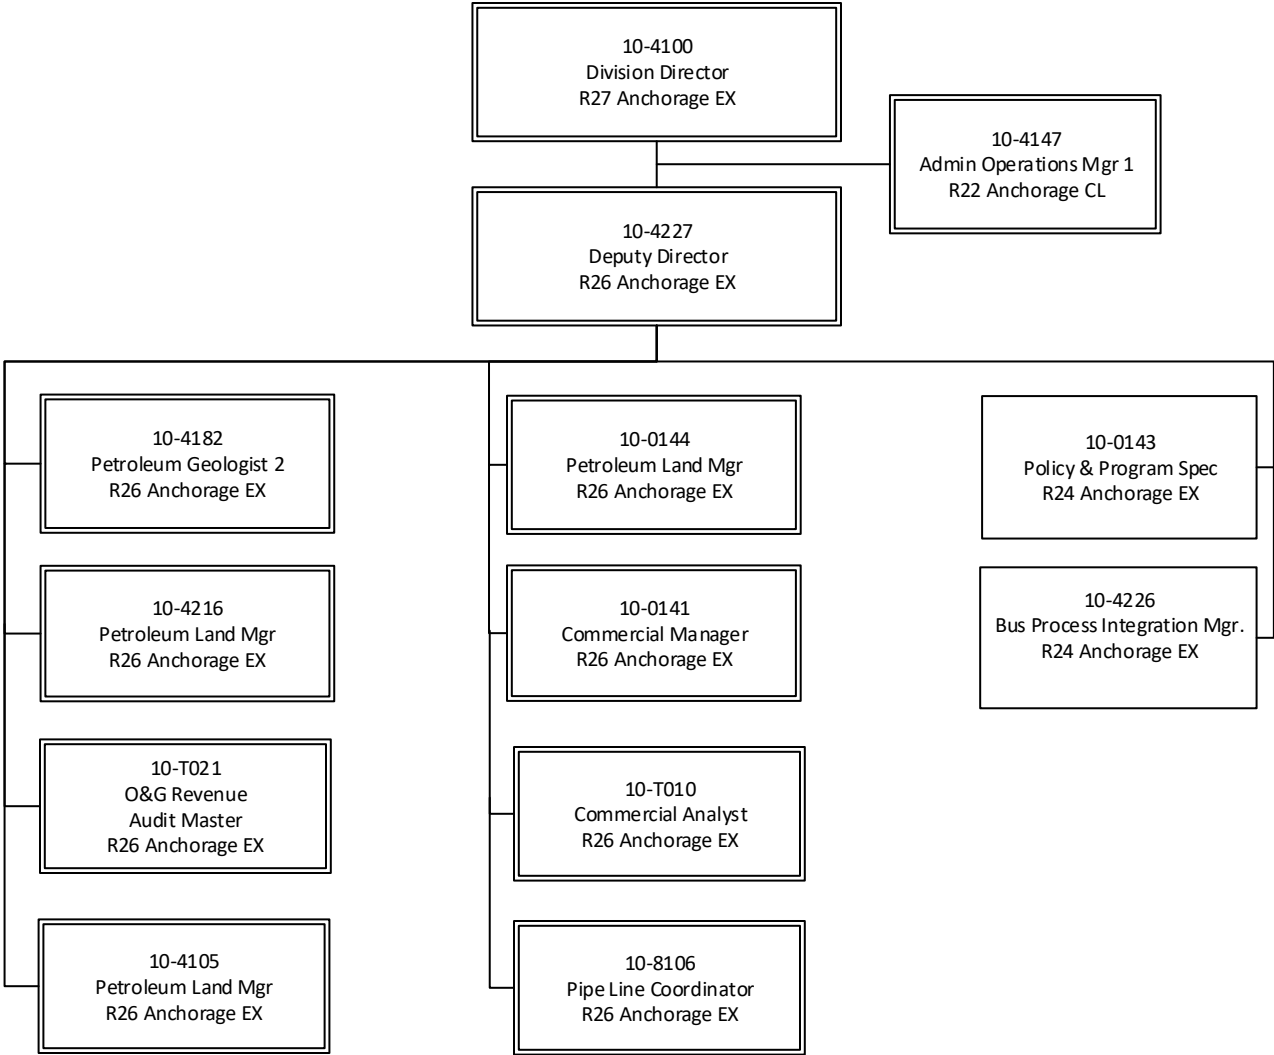 10-4100
Division Director
R27 Anchorage EX
10-4147
Admin Operations Mgr 1
R22 Anchorage CL
10-4227
Deputy Director
R26 Anchorage EX
10-4182
Petroleum Geologist 2
R26 Anchorage EX
10-0144
Petroleum Land Mgr
R26 Anchorage EX
10-0143
Policy & Program Spec
R24 Anchorage EX
10-4216
Petroleum Land Mgr
R26 Anchorage EX
10-0141
Commercial Manager
R26 Anchorage EX
10-4226
Bus Process Integration Mgr.
R24 Anchorage EX
10-T021
O&G Revenue
Audit Master
R26 Anchorage EX
10-T010
Commercial Analyst
R26 Anchorage EX
10-4105
Petroleum Land Mgr
R26 Anchorage EX
10-8106
Pipe Line Coordinator
R26 Anchorage EX